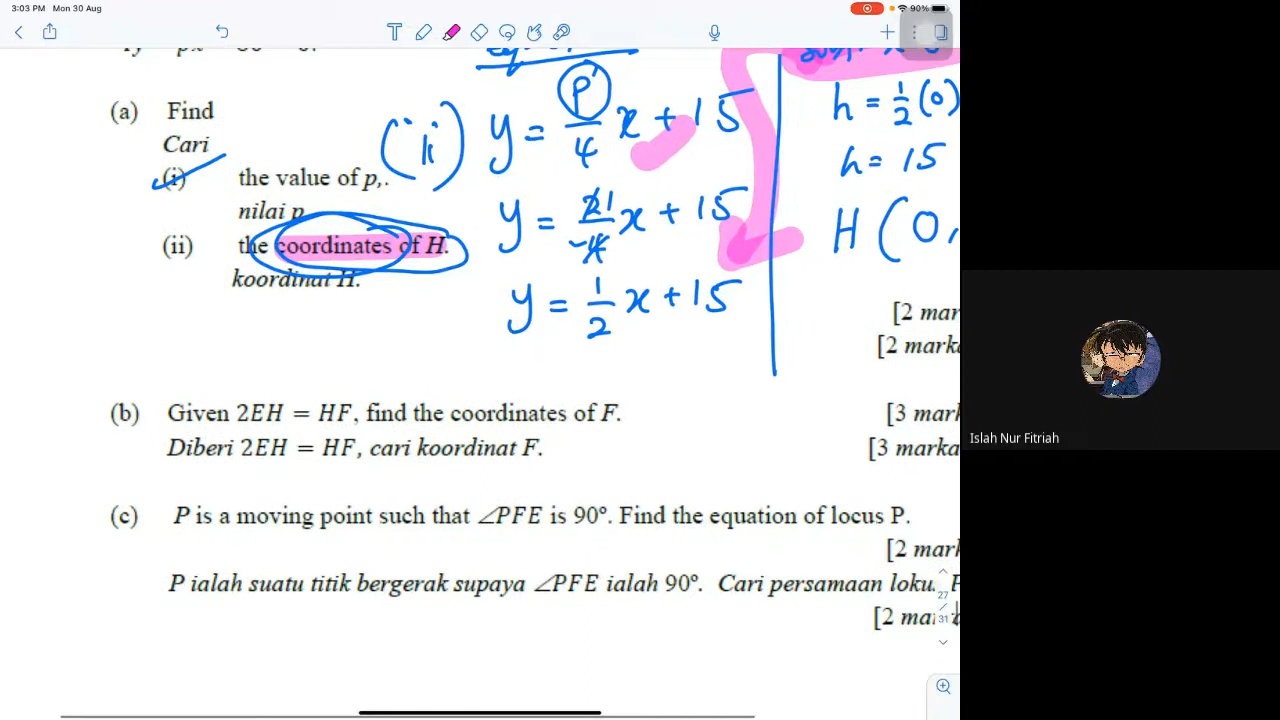 3:03 PM Mon 30 Aug
90%
(a) Find
Cari
(i) the value of p,.
nilai p
(ii) the coordinates of H.
koordinat H.
(ii) y = p/4 x + 15
y = 2/4 x + 15
y = 1/2 x + 15
h = 1/2 (0)
h = 15
H (0,
[2 mar
[2 marka
(b) Given 2EH = HF, find the coordinates of F. [3 mark
Diberi 2EH = HF, cari koordinat F. [3 marka
(c) P is a moving point such that ∠PFE is 90°. Find the equation of locus P.
[2 mark
P ialah suatu titik bergerak supaya ∠PFE ialah 90°. Cari persamaan loku P
[2 ma
27
31
Islah Nur Fitriah